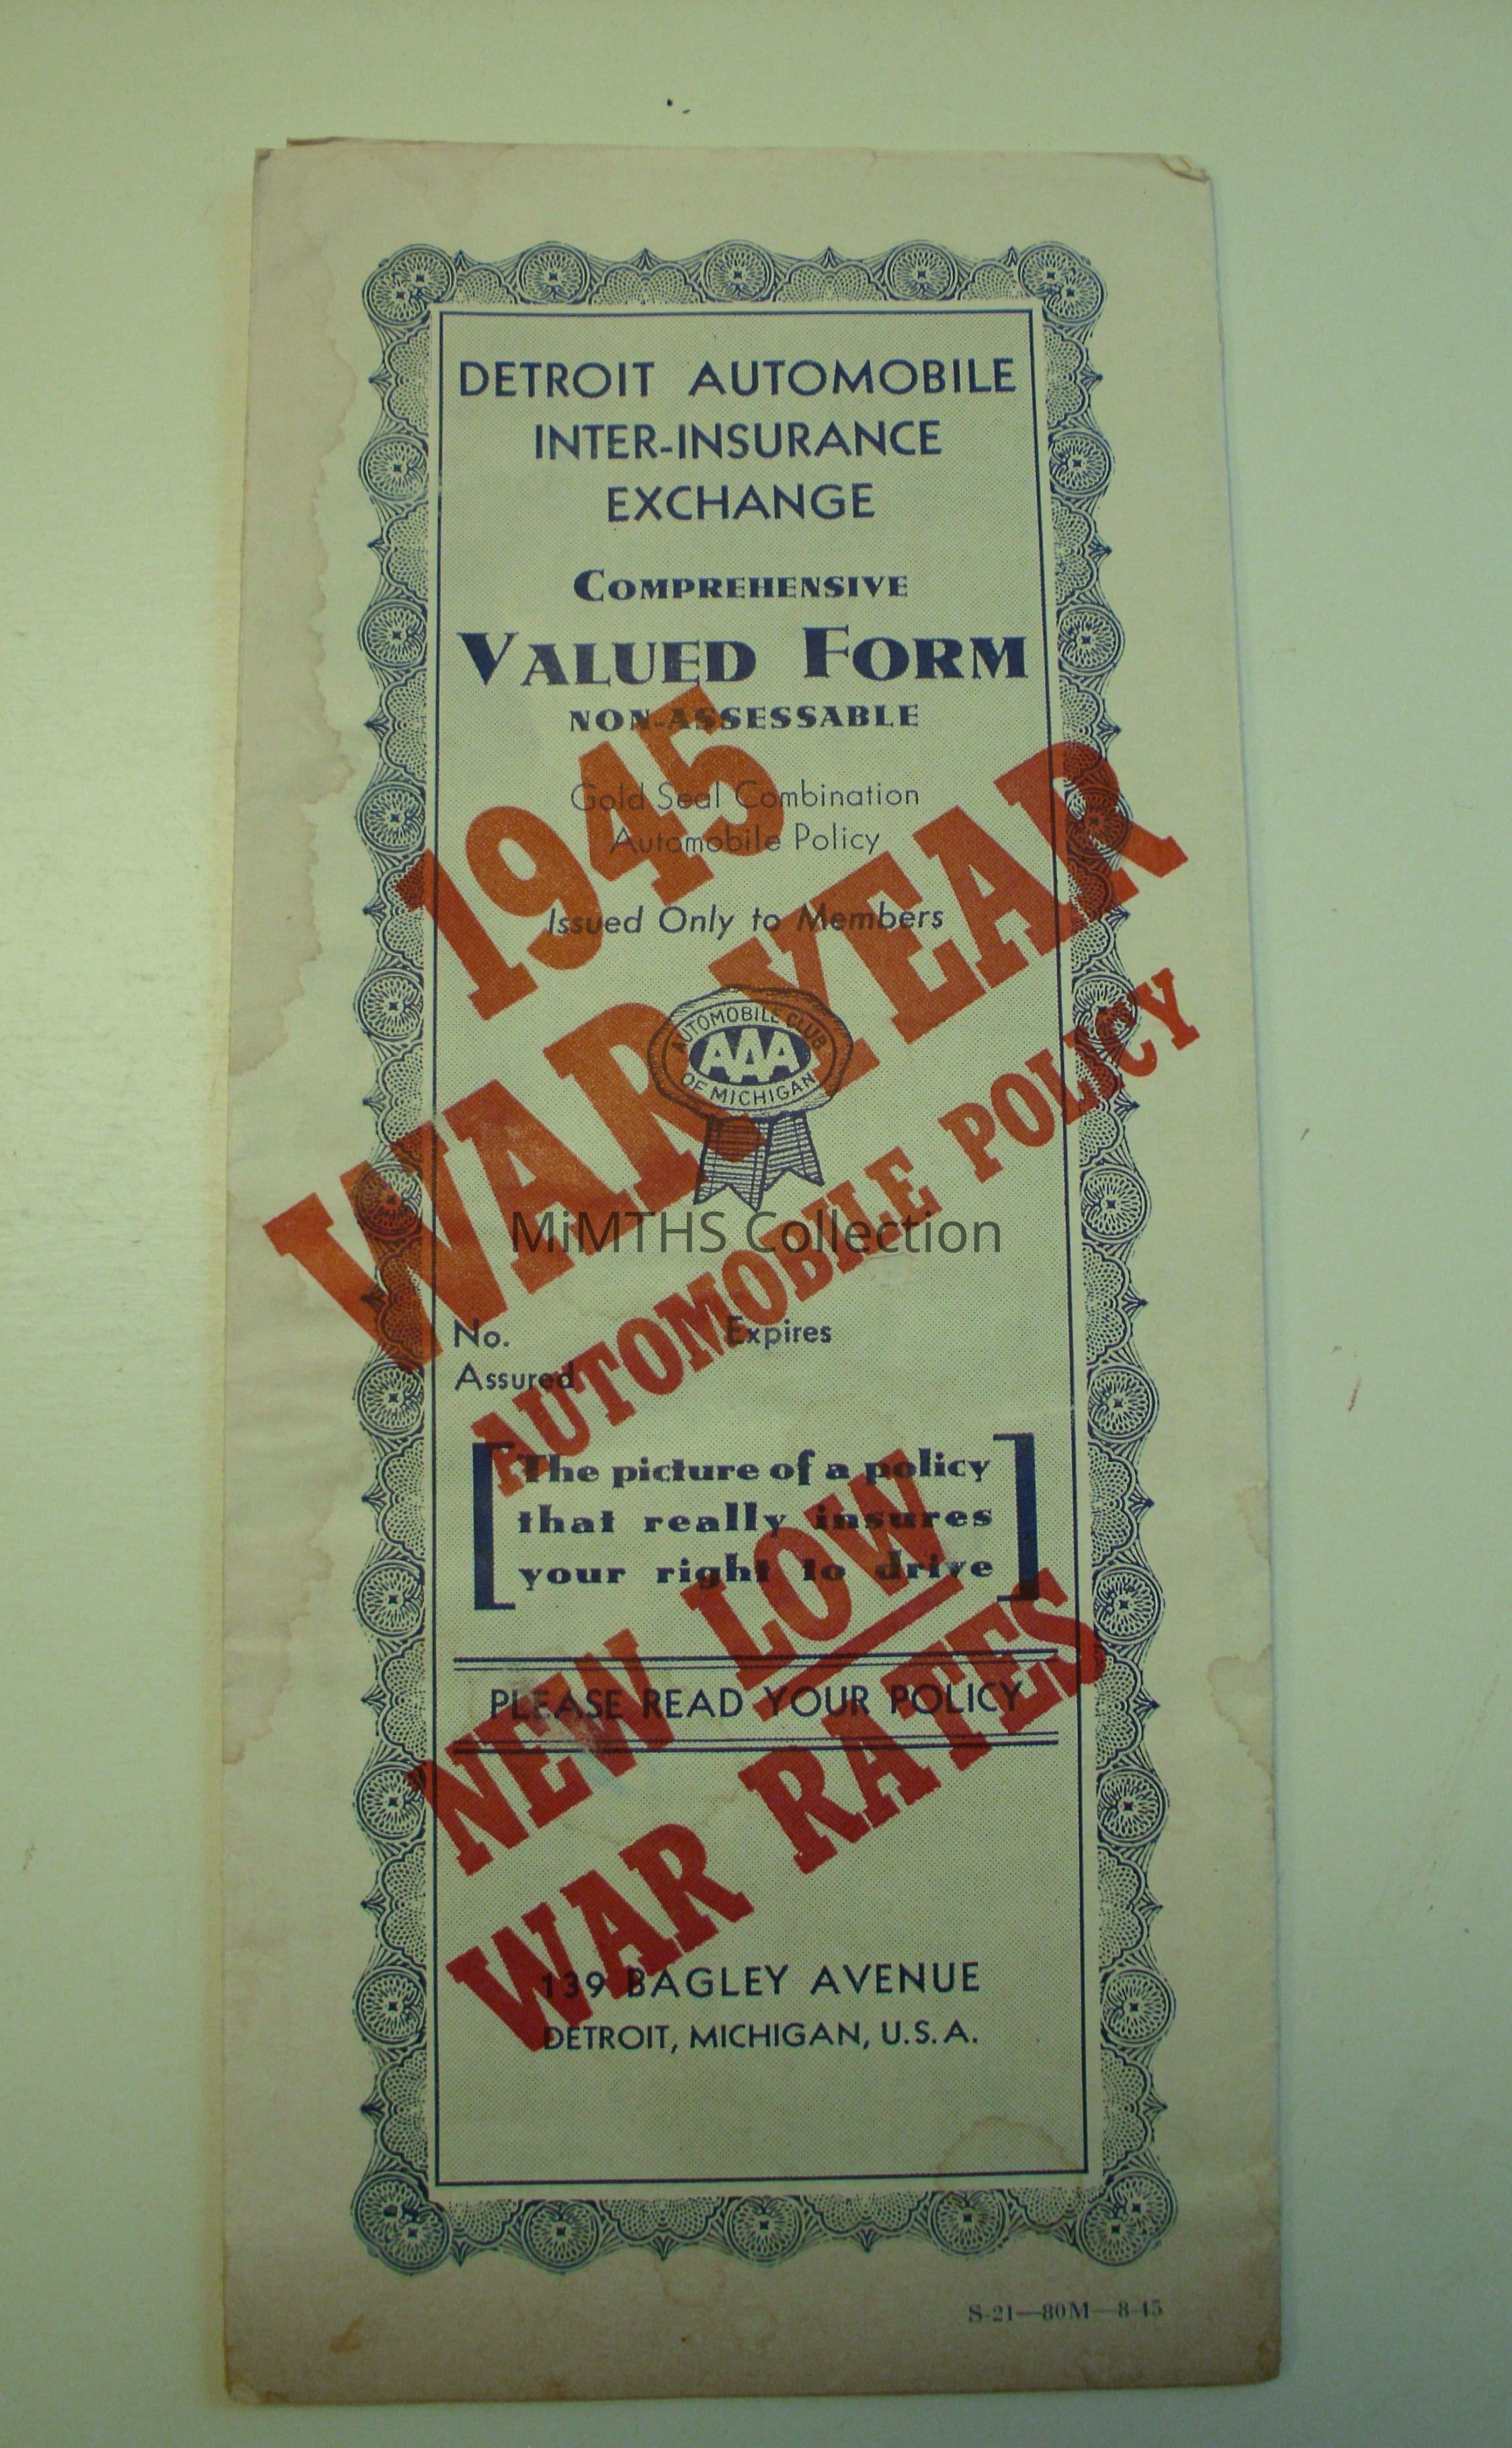 DETROIT AUTOMOBILE
INTER-INSURANCE
EXCHANGE
COMPREHENSIVE
VALUED FORM
NON-ASSESSABLE
Gold Seal Combination
Automobile Policy
Issued Only to Members
1945
WAR YEAR
AUTOMOBILE POLICY
AUTOMOBILE CLUB
AAA
OF MICHIGAN
MiMTHS Collection
No. Expires
Assured
[The picture of a policy
that really insures
your right to drive]
NEW LOW
WAR RATES
PLEASE READ YOUR POLICY
139 BAGLEY AVENUE
DETROIT, MICHIGAN, U.S.A.
S-21—80M—8-45